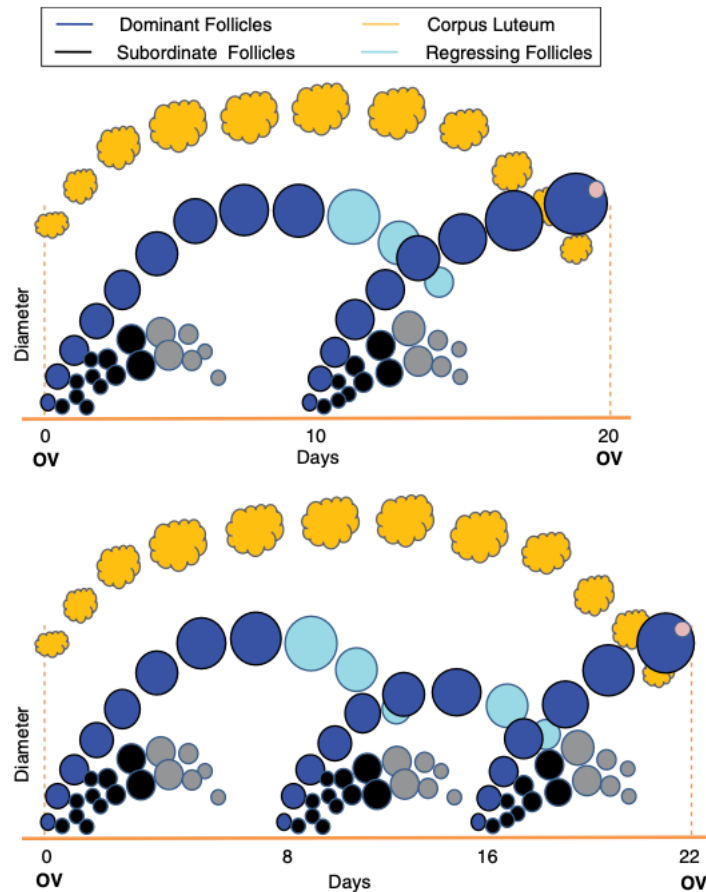 Dominant Follicles
Corpus Luteum
Subordinate Follicles
Regressing Follicles
Diameter
0
10
20
OV
Days
OV
Diameter
0
8
16
22
OV
Days
OV